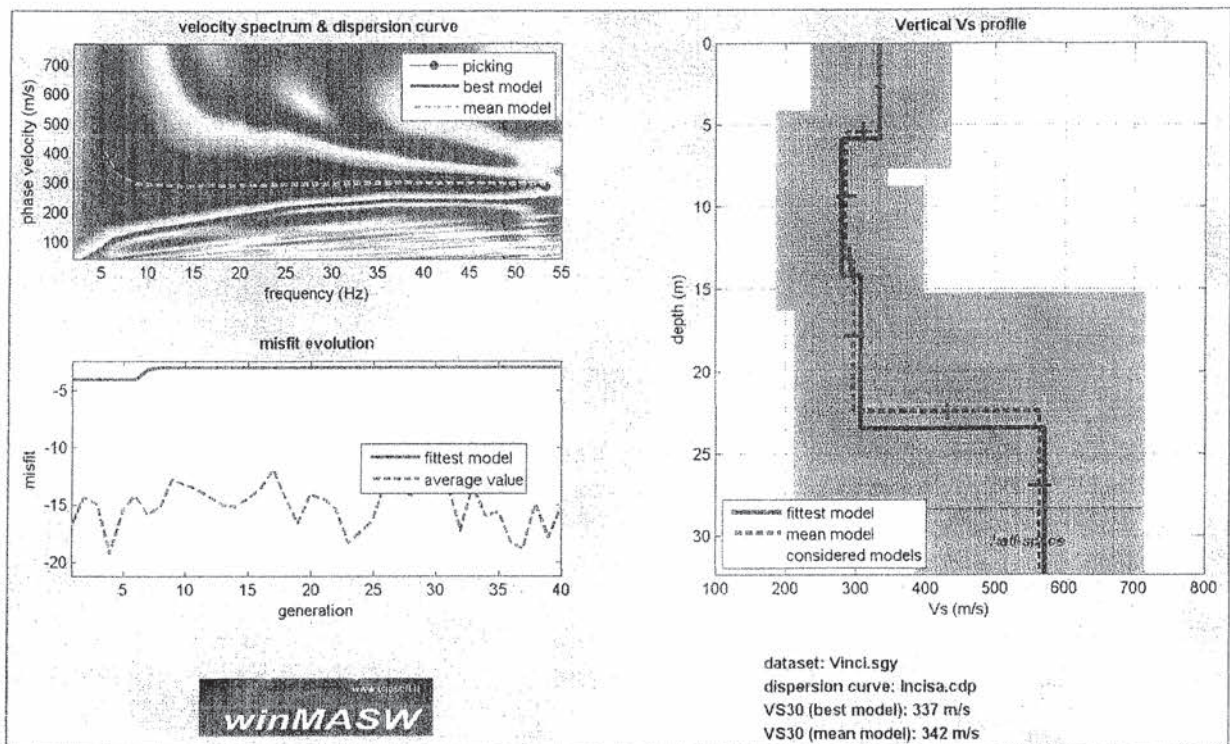 velocity spectrum & dispersion curve
700
600
500
400
300
200
100
phase velocity (m/s)
picking
best model
mean model
5
10
15
20
25
30
35
40
45
50
55
frequency (Hz)
misfit evolution
-5
-10
-15
-20
misfit
fittest model
average value
5
10
15
20
25
30
35
40
generation
winMASW
Vertical Vs profile
0
5
10
15
20
25
30
depth (m)
fittest model
mean model
considered models
half-space
100
200
300
400
500
600
700
800
Vs (m/s)
dataset: Vinci.sgy
dispersion curve: Incisa.cdp
VS30 (best model): 337 m/s
VS30 (mean model): 342 m/s